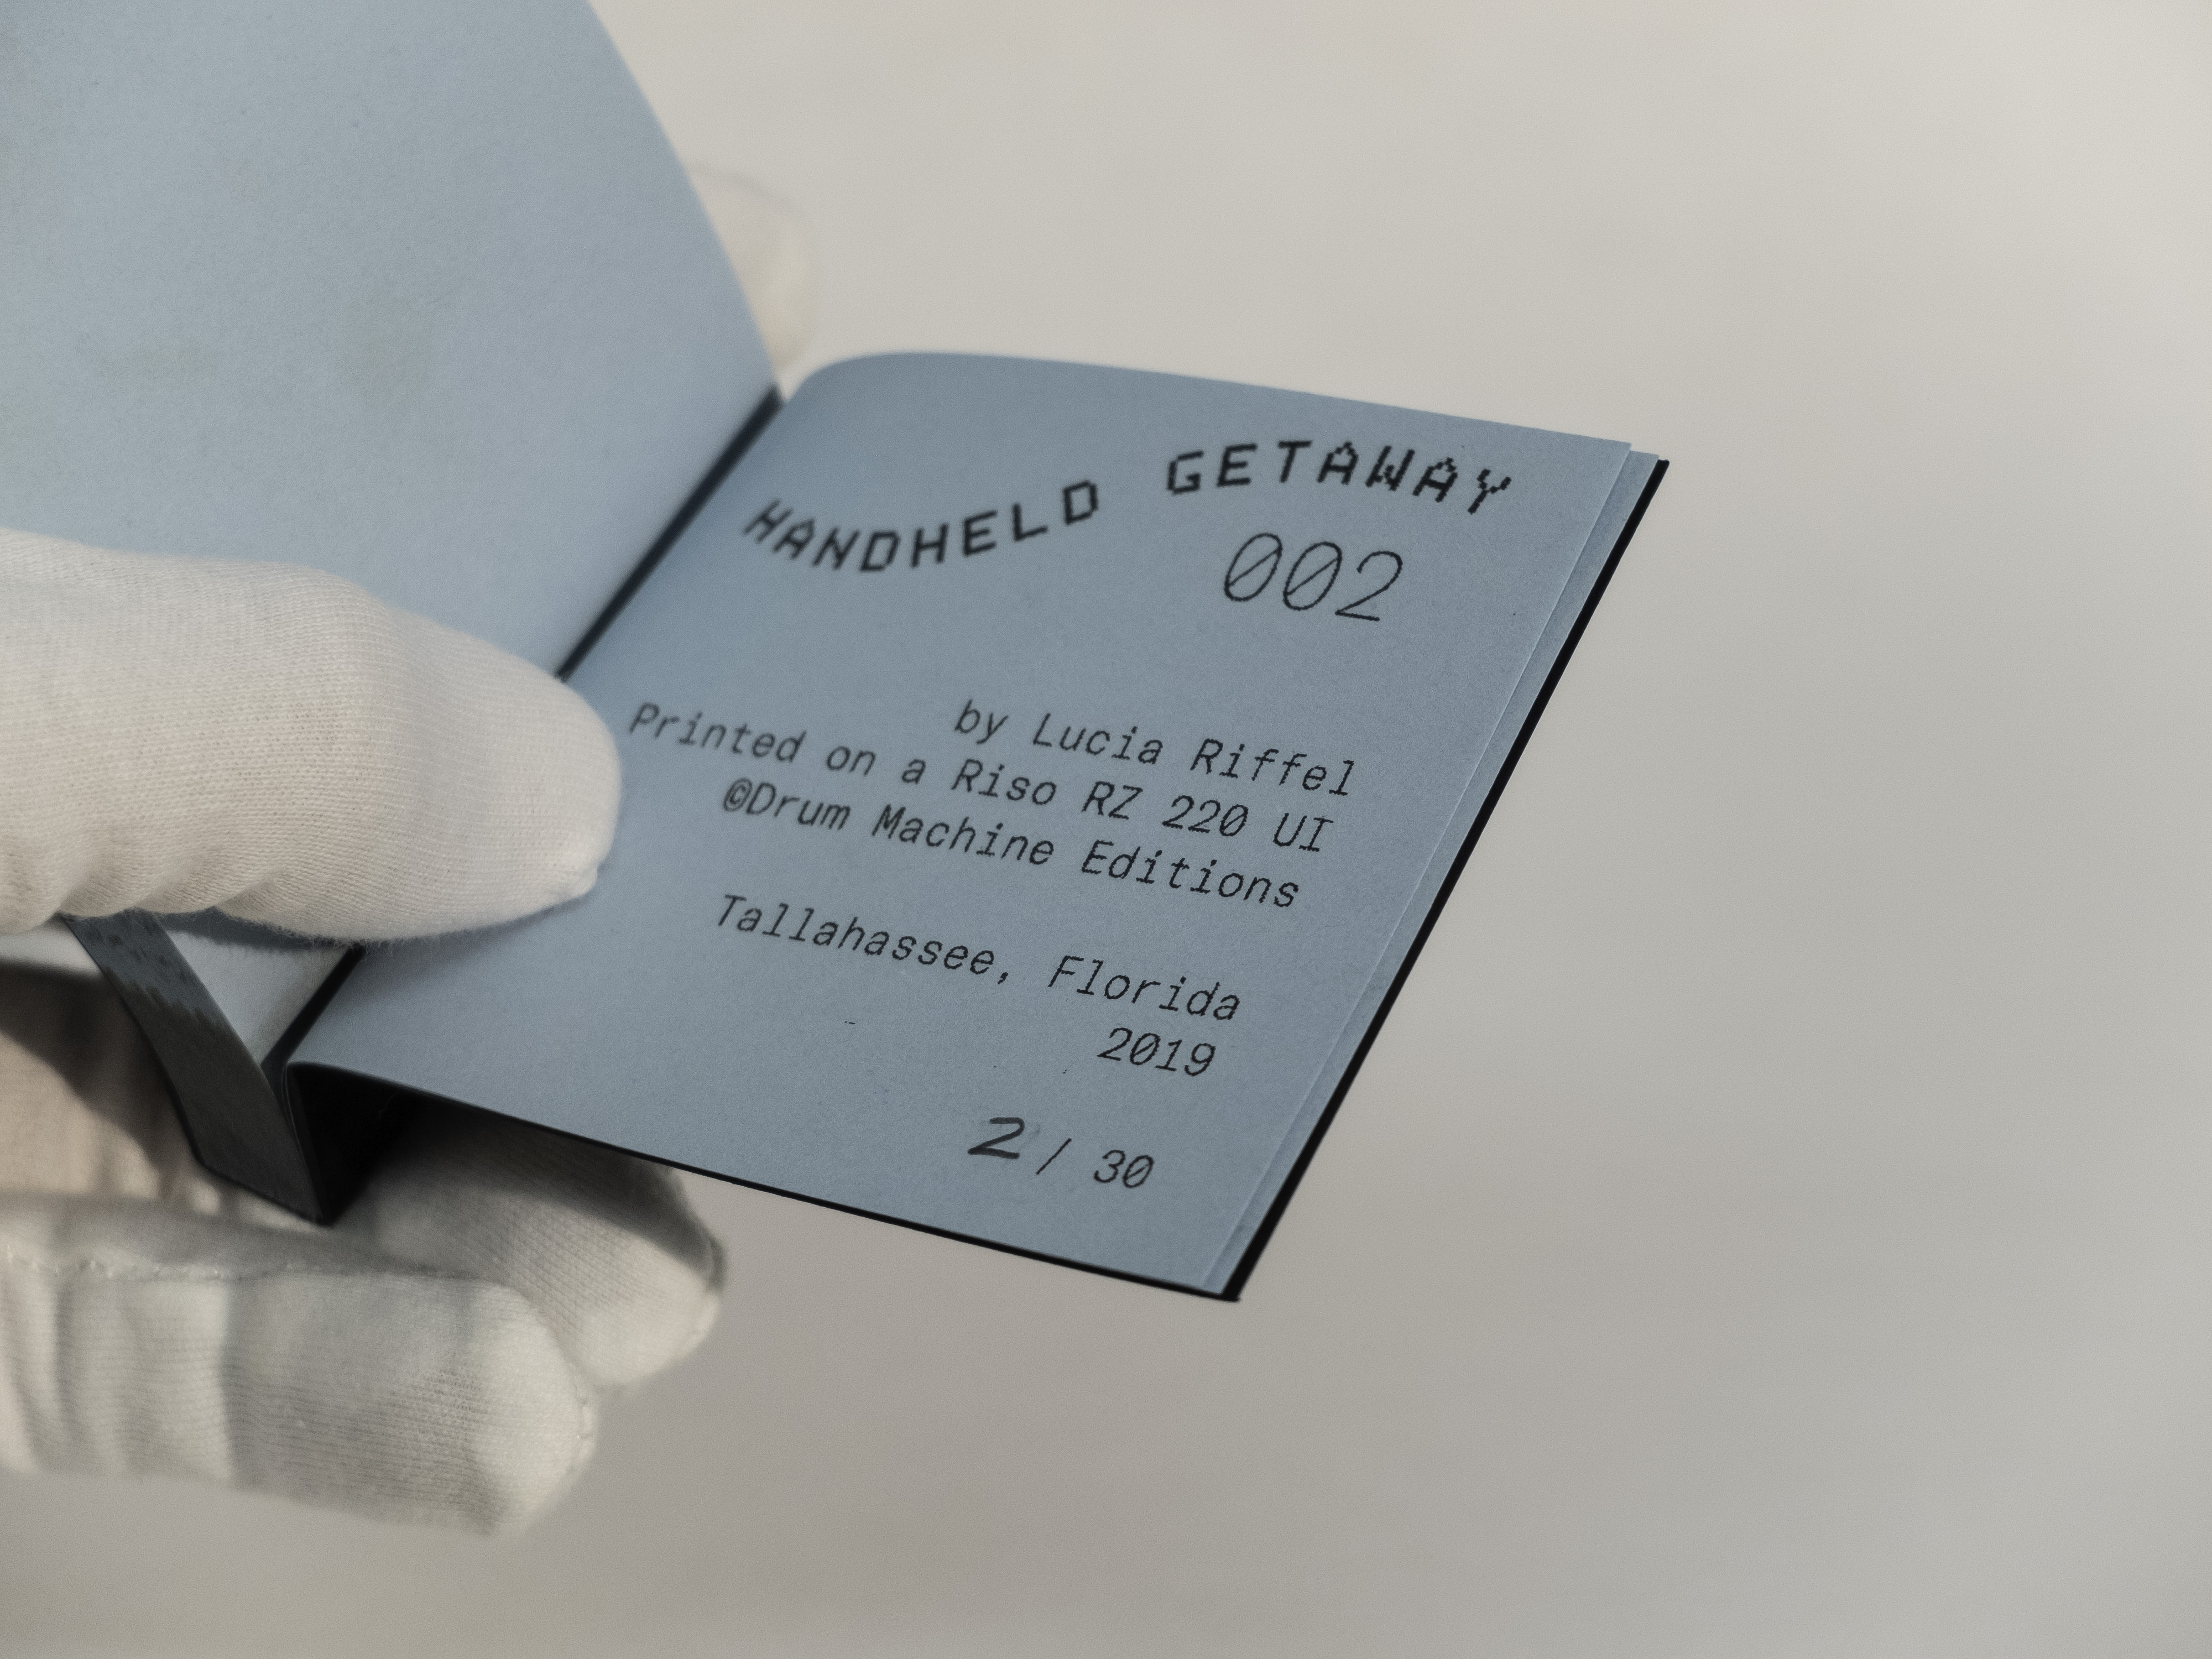 HANDHELD GETAWAY
002
by Lucia Riffel
Printed on a Riso RZ 220 UI
©Drum Machine Editions
Tallahassee, Florida
2019
2 / 30